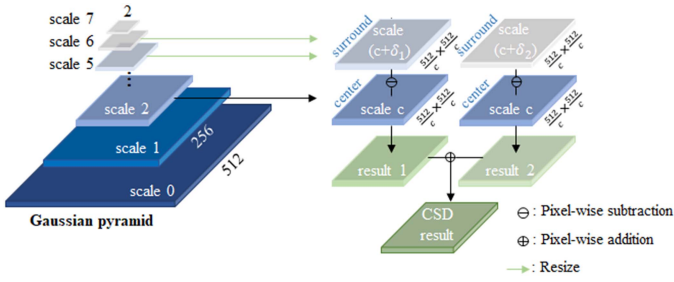 scale 7
2
scale 6
scale 5
scale 2
scale 1
256
scale 0
512
Gaussian pyramid
surround
scale
(c+δ₁)
512/c × 512/c
center
scale c
512/c × 512/c
result 1
surround
scale
(c+δ₂)
512/c × 512/c
center
scale c
512/c × 512/c
result 2
CSD
result
⊖ : Pixel-wise subtraction
⊕ : Pixel-wise addition
→: Resize